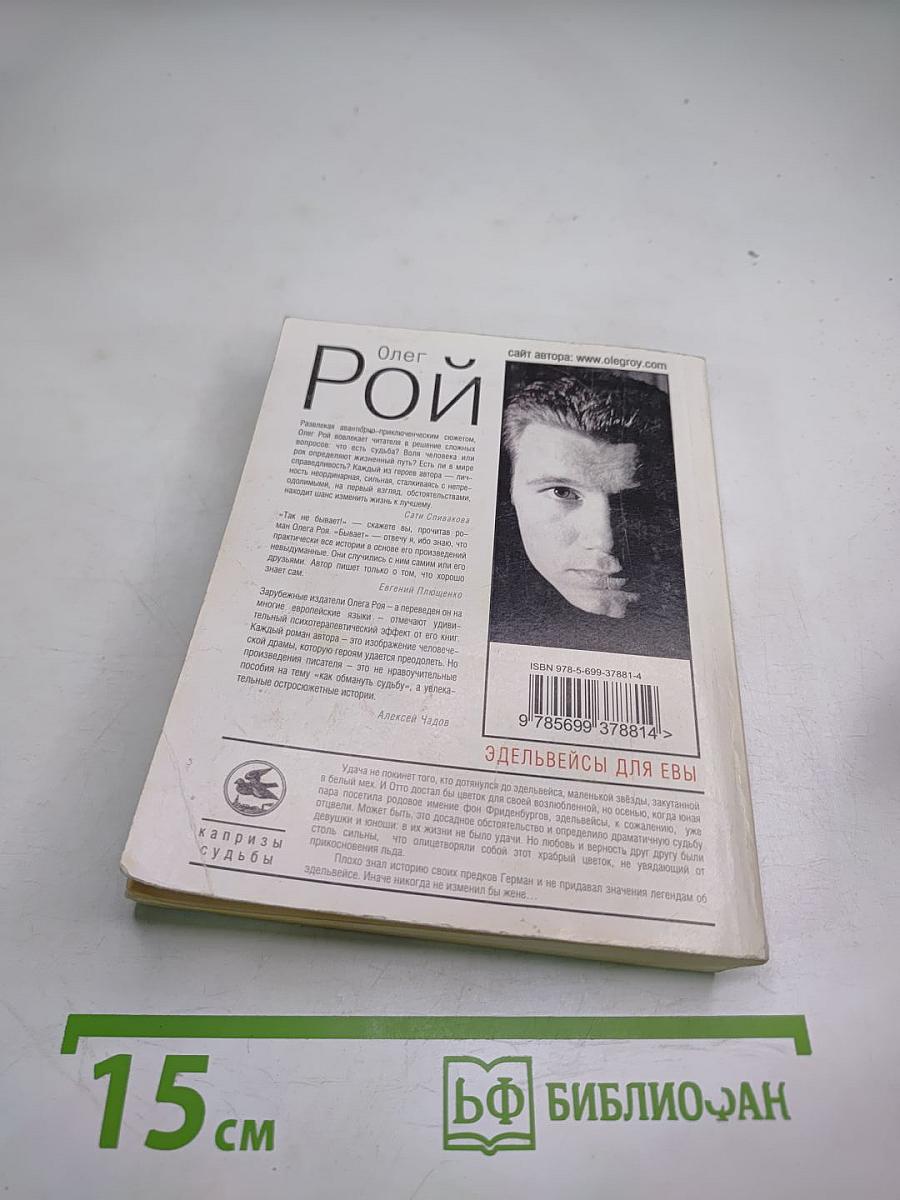 Олег
РОЙ
сайт автора: www.olegroy.com
Развлекая авантюрно-приключенческим сюжетом,
Олег Рой вовлекает читателя в решение сложных
вопросов: что есть судьба? Воля человека или
рок определяют жизненный путь? Есть ли в мире
справедливость? Каждый из героев автора — лич-
ность неординарная, сильная, сталкиваясь с непре-
одолимыми, на первый взгляд, обстоятельствами,
находит шанс изменить жизнь к лучшему.
Сати Спивакова
«Так не бывает!» — скажете вы, прочитав ро-
ман Олега Роя. «Бывает» — отвечу я, ибо знаю, что
практически все истории в основе его произведений
невыдуманные. Они случились с ним самим или его
друзьями. Автор пишет только о том, что хорошо
знает сам.
Евгений Плющенко
Зарубежные издатели Олега Роя – а переведен он на
многие европейские языки – отмечают удиви-
тельный психотерапевтический эффект от его книг.
Каждый роман автора – это изображение человече-
ской драмы, которую героям удается преодолеть. Но
произведения писателя – это не нравоучительные
пособия на тему «как обмануть судьбу», а увлека-
тельные остросюжетные истории.
Алексей Чадов
ISBN 978-5-699-37881-4
9 785699 378814 >
ЭДЕЛЬВЕЙСЫ ДЛЯ ЕВЫ
Удача не покинет того, кто дотянулся до эдельвейса, маленькой звёзды, закутанной
в белый мех. И Отто достал бы цветок для своей возлюбленной, но осенью, когда юная
пара посетила родовое имение фон Фриденбургов, эдельвейсы, к сожалению, уже
отцвели. Может быть, это досадное обстоятельство и определило драматичную судьбу
девушки и юноши: в их жизни не было удачи. Но любовь и верность друг другу были
столь сильны, что олицетворяли собой этот храбрый цветок, не увядающий от
прикосновения льда.
Плохо знал историю своих предков Герман и не придавал значения легендам об
эдельвейсе. Иначе никогда не изменил бы жене...
капризы
судьбы
15 см
БФ БИБЛИОФАН